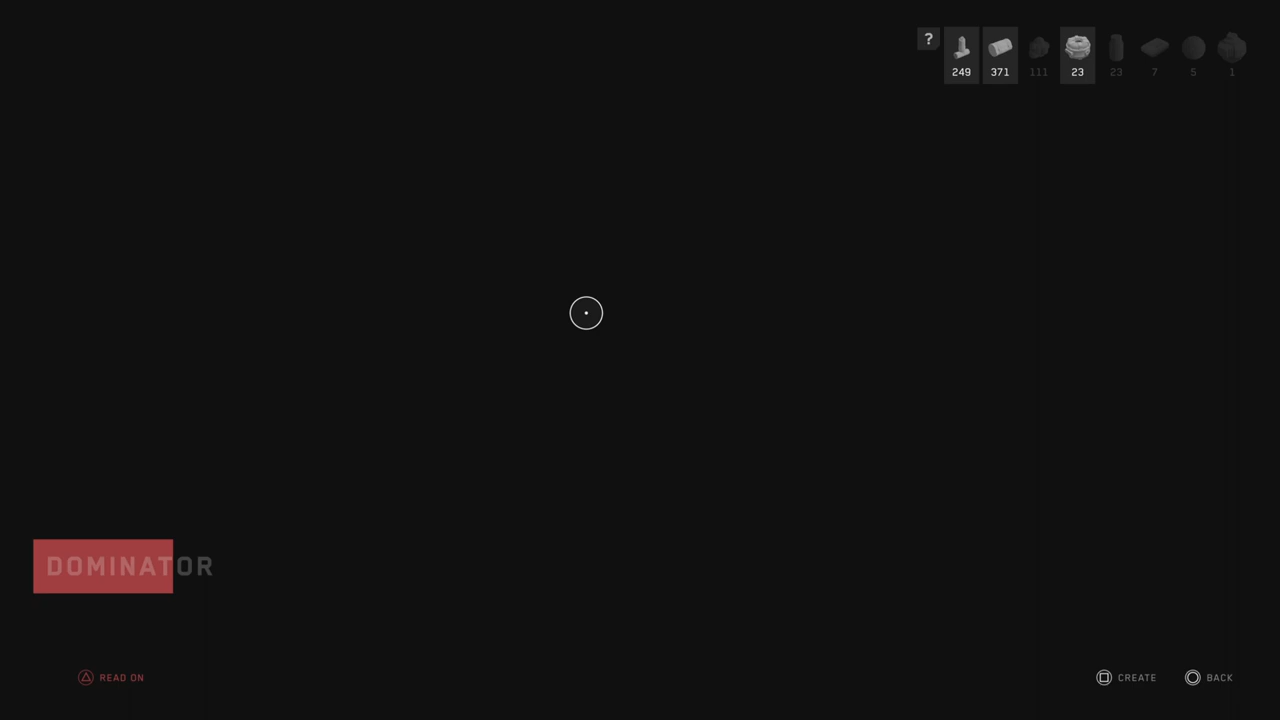 ?
249 371 111 23 23 7 5 1
DOMINATOR
READ ON
CREATE BACK